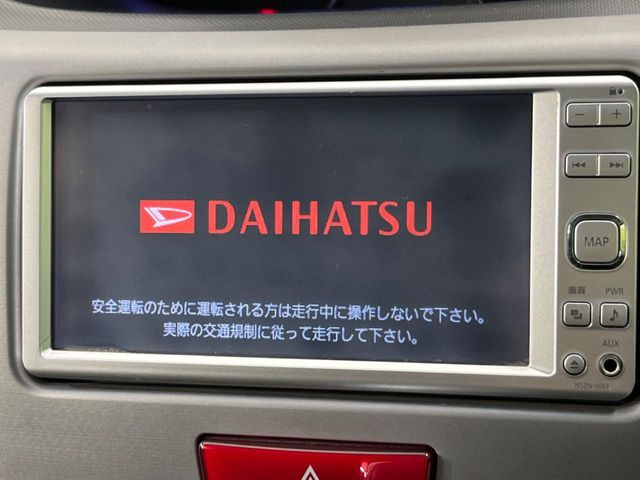 DAIHATSU
安全運転のために運転される方は走行中に操作しないで下さい。
実際の交通規制に従って走行して下さい。
MAP
画質 PWR
AUX
NSZN-W63